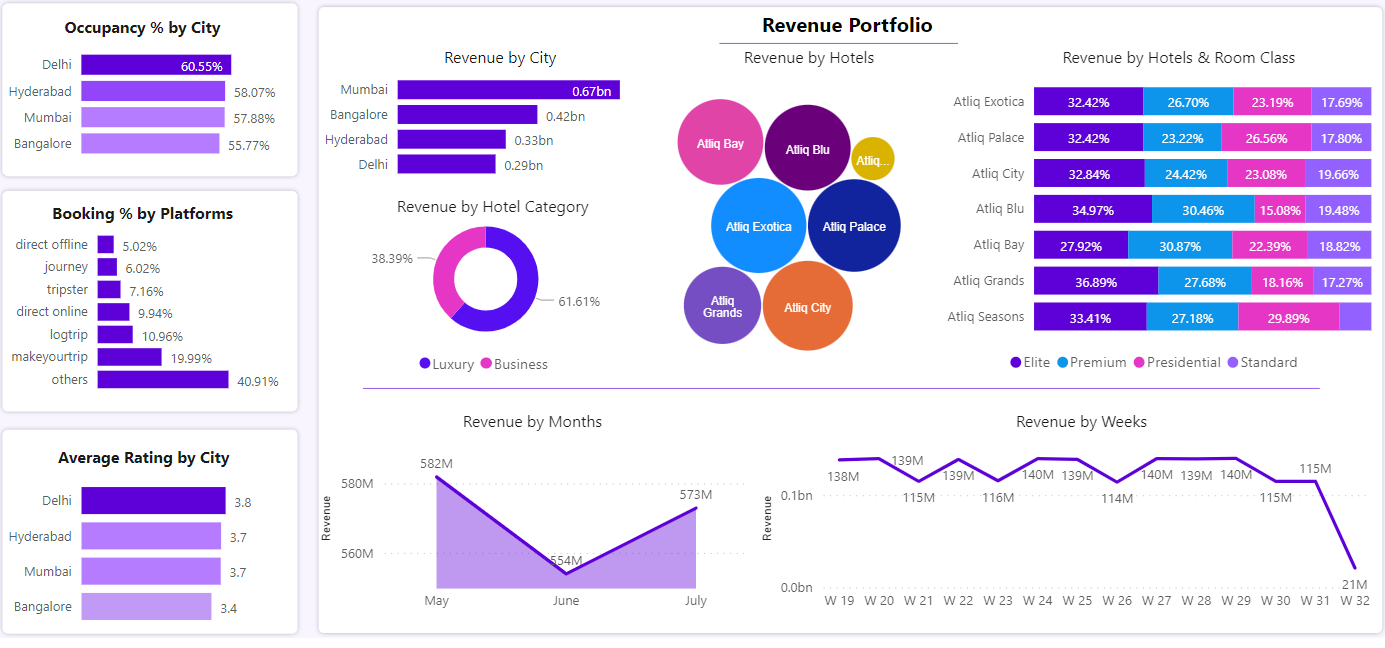 Occupancy % by City
Delhi 60.55%
Hyderabad 58.07%
Mumbai 57.88%
Bangalore 55.77%
Booking % by Platforms
direct offline 5.02%
journey 6.02%
tripster 7.16%
direct online 9.94%
logtrip 10.96%
makeyourtrip 19.99%
others 40.91%
Average Rating by City
Delhi 3.8
Hyderabad 3.7
Mumbai 3.7
Bangalore 3.4
Revenue Portfolio
Revenue by City
Mumbai 0.67bn
Bangalore 0.42bn
Hyderabad 0.33bn
Delhi 0.29bn
Revenue by Hotel Category
38.39%
61.61%
Luxury Business
Revenue by Hotels
Atliq Bay
Atliq Blu
Atliq...
Atliq Exotica
Atliq Palace
Atliq
Grands
Atliq City
Revenue by Hotels & Room Class
Atliq Exotica 32.42% 26.70% 23.19% 17.69%
Atliq Palace 32.42% 23.22% 26.56% 17.80%
Atliq City 32.84% 24.42% 23.08% 19.66%
Atliq Blu 34.97% 30.46% 15.08% 19.48%
Atliq Bay 27.92% 30.87% 22.39% 18.82%
Atliq Grands 36.89% 27.68% 18.16% 17.27%
Atliq Seasons 33.41% 27.18% 29.89%
Elite Premium Presidential Standard
Revenue by Months
Revenue
580M
560M
582M
554M
573M
May June July
Revenue by Weeks
Revenue
0.1bn
0.0bn
138M 139M 115M 139M 116M 140M 139M 114M 140M 139M 140M 115M 115M 21M
W 19 W 20 W 21 W 22 W 23 W 24 W 25 W 26 W 27 W 28 W 29 W 30 W 31 W 32